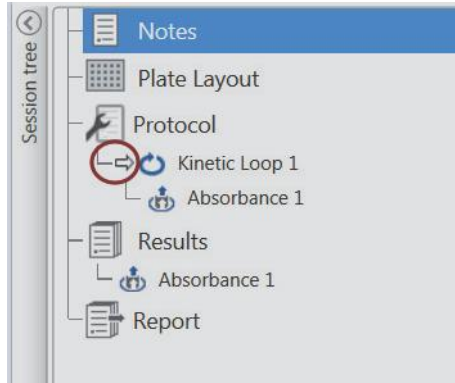 Session tree
Notes
Plate Layout
Protocol
Kinetic Loop 1
Absorbance 1
Results
Absorbance 1
Report